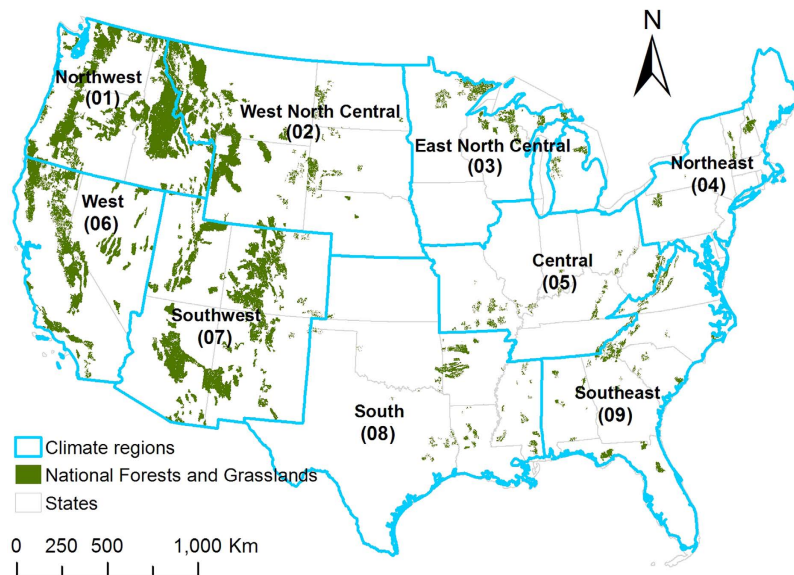 N
Northwest
(01)
West North Central
(02)
East North Central
(03)
Northeast
(04)
West
(06)
Central
(05)
Southwest
(07)
Southeast
(09)
South
(08)
Climate regions
National Forests and Grasslands
States
0 250 500 1,000 Km